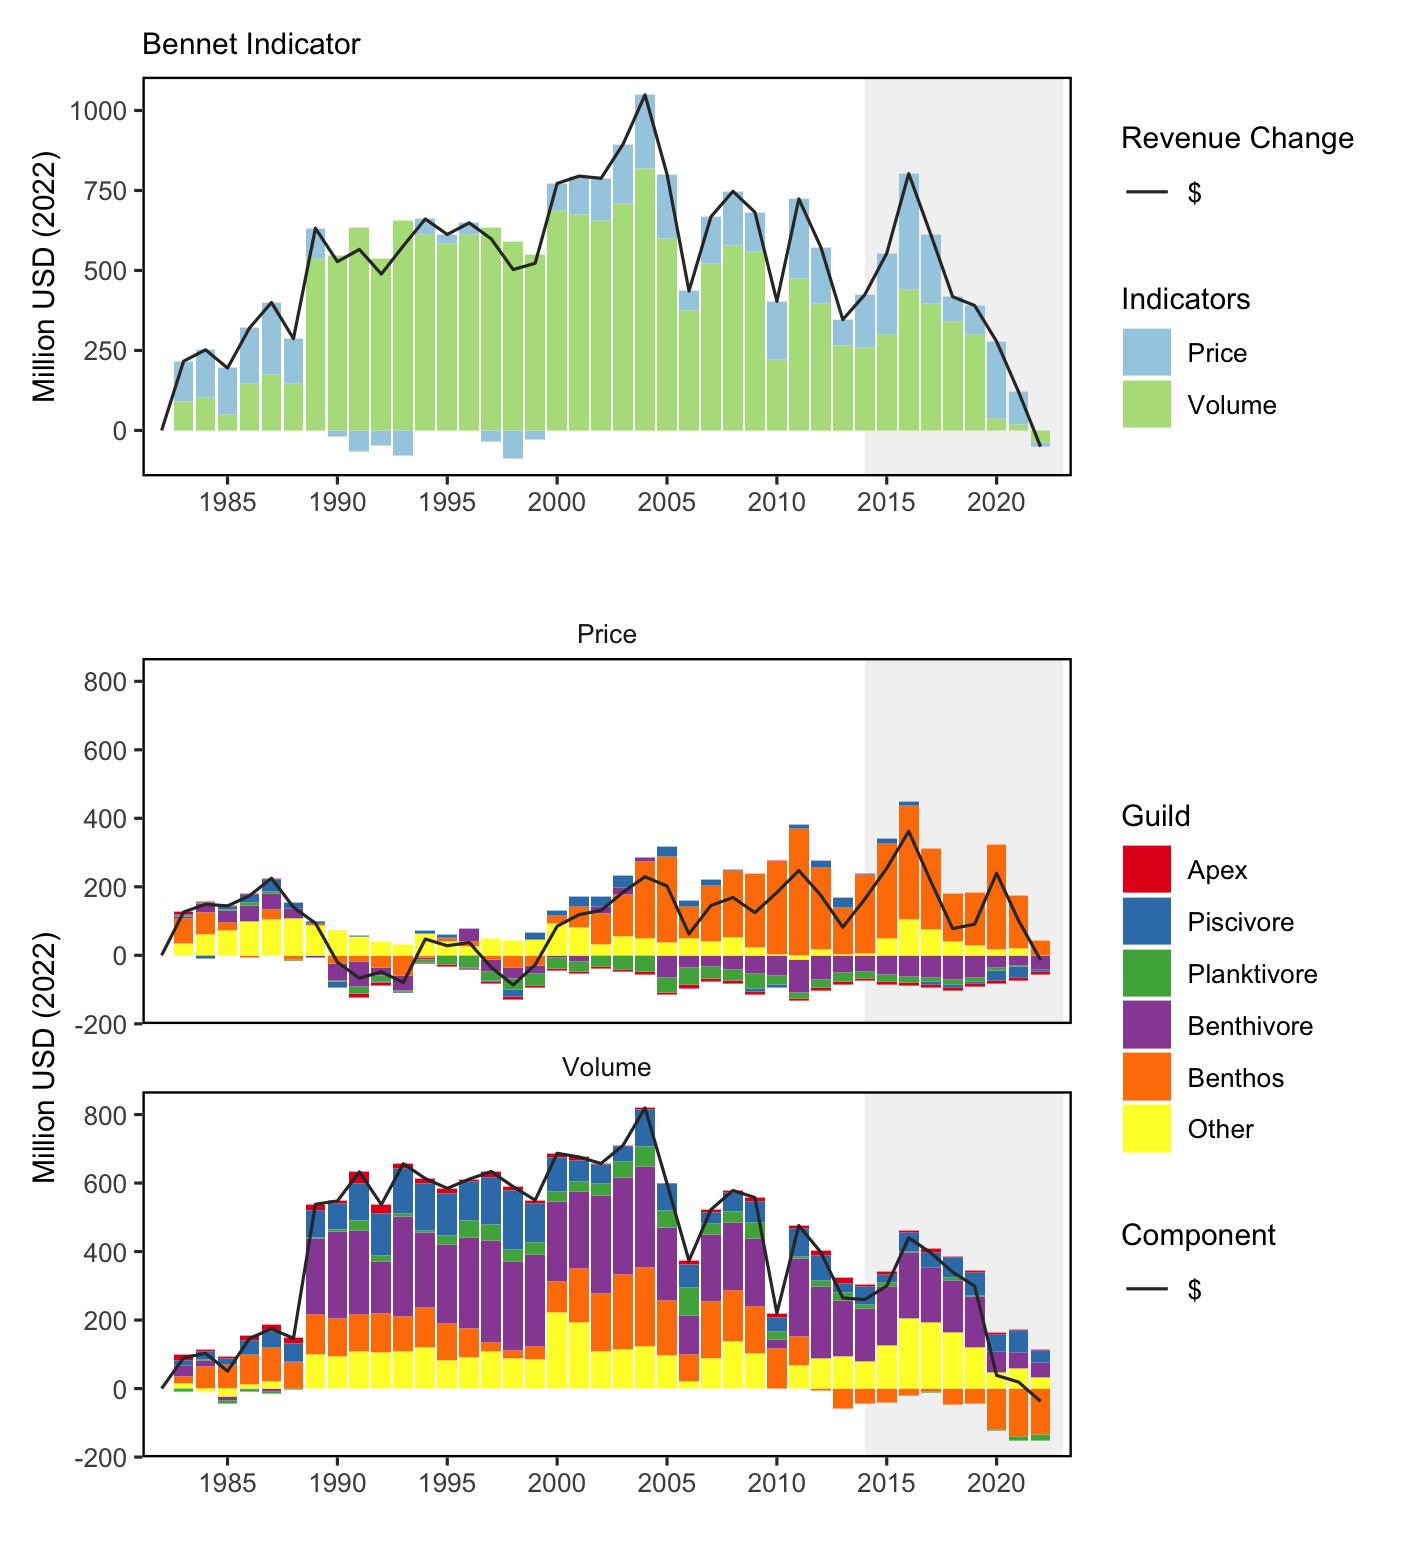 Bennet Indicator
Million USD (2022)
1000
750
500
250
0
1985 1990 1995 2000 2005 2010 2015 2020
Revenue Change
$
Indicators
Price
Volume
Price
Million USD (2022)
800
600
400
200
0
-200
Volume
800
600
400
200
0
-200
1985 1990 1995 2000 2005 2010 2015 2020
Guild
Apex
Piscivore
Planktivore
Benthivore
Benthos
Other
Component
$